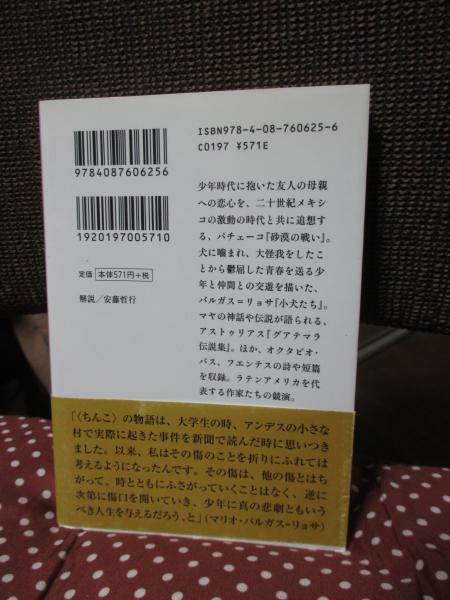 ISBN978-4-08-760625-6
C0197 ¥571E
9784087606256
1920197005710
定価 本体571円+税
解説/安藤哲行
少年時代に抱いた友人の母親
への恋心を、二十世紀メキシ
コの激動の時代と共に追想す
る、パチェーコ『砂漠の戦い』。
犬に噛まれ、大怪我をしたこ
とから鬱屈した青春を送る少
年と仲間との交遊を描いた、
バルガス=リョサ『小犬たち』。
マヤの神話や伝説が語られる、
アストゥリアス『グアテマラ
伝説集』。ほか、オクタビオ・
パス、フエンテスの詩や短篇
を収録。ラテンアメリカを代
表する作家たちの競演。
「〈ちんこ〉の物語は、大学生の時、アンデスの小さな
村で実際に起きた事件を新聞で読んだ時に思いつき
ました。以来、私はその傷のことを折りにふれては
考えるようになったんです。その傷は、他の傷とはち
がって、時とともにふさがっていくことはなく、逆に
次第に傷口を開いていき、少年に真の悲劇ともいう
べき人生を与えるだろう、と」(マリオ・バルガス=リョサ)